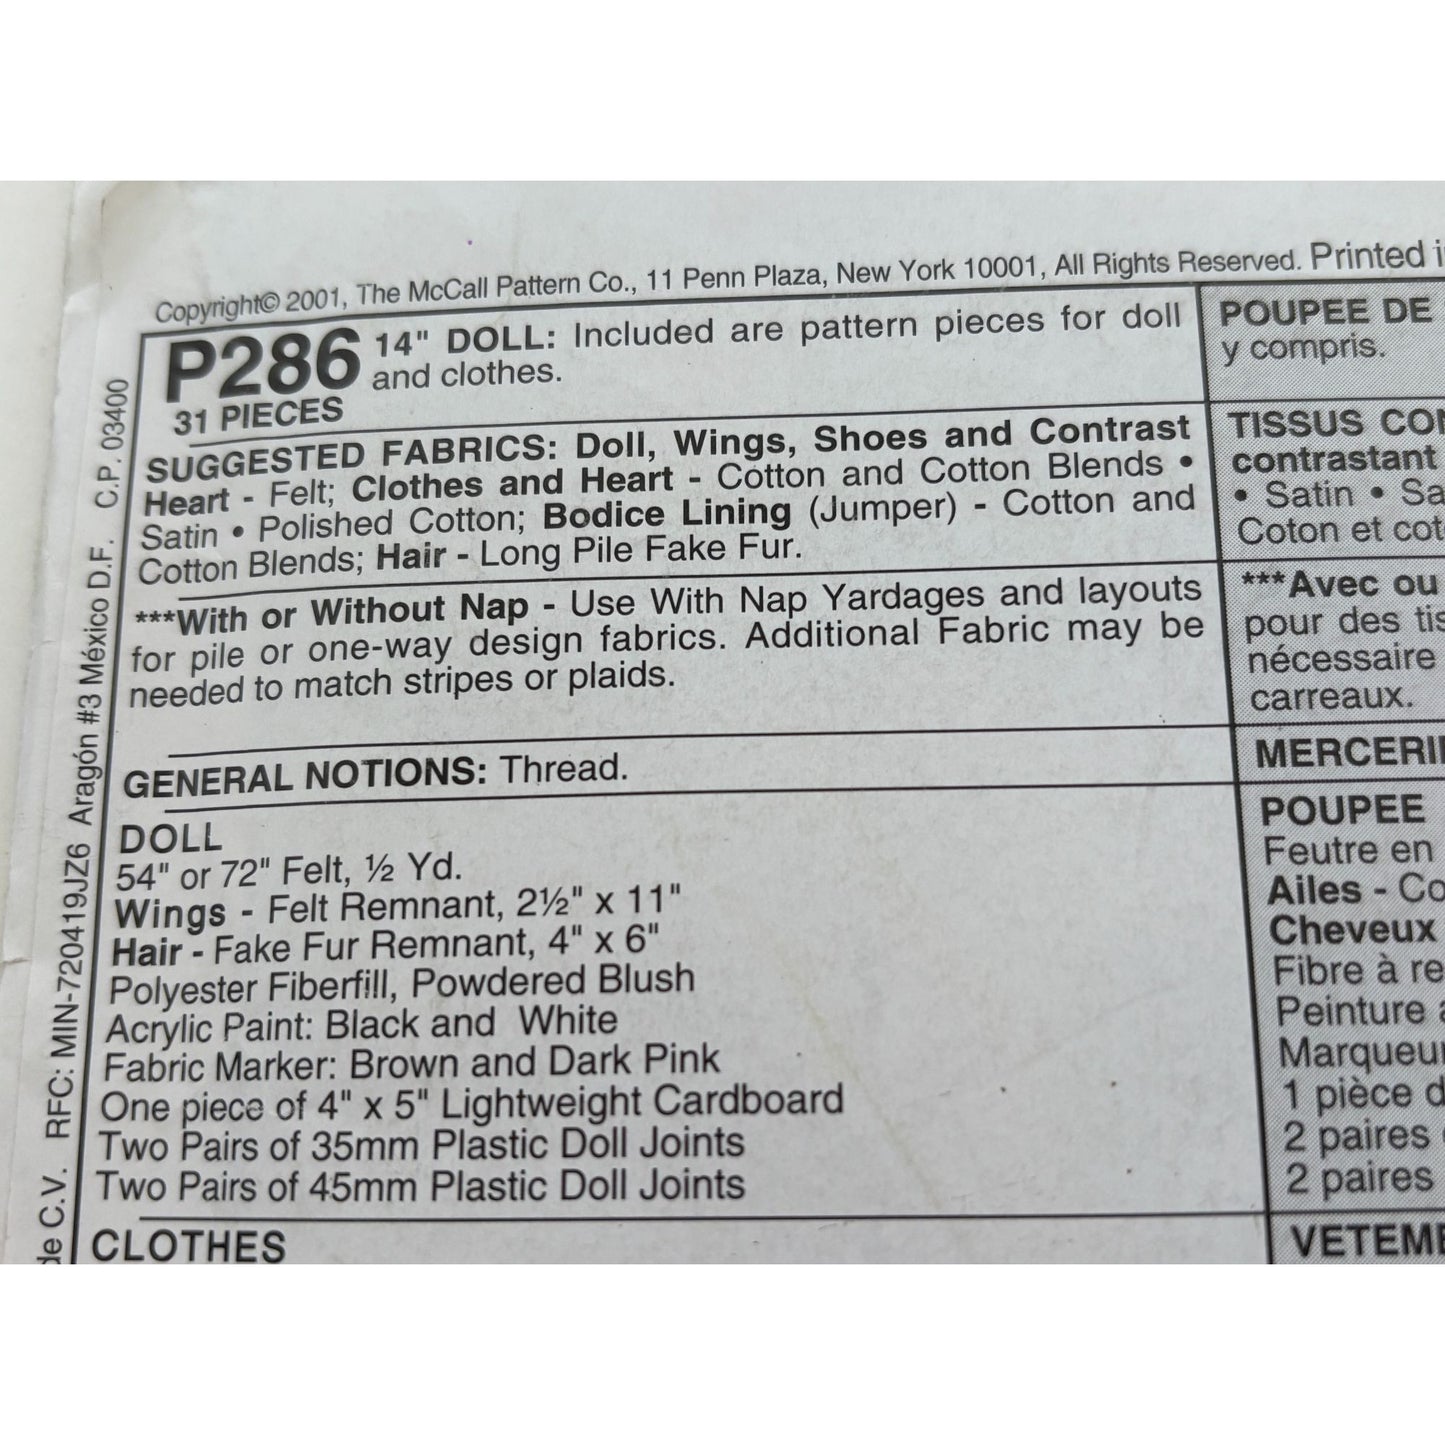 Copyright© 2001, The McCall Pattern Co., 11 Penn Plaza, New York 10001, All Rights Reserved. Printed
P286 14" DOLL: Included are pattern pieces for doll
and clothes.
31 PIECES
SUGGESTED FABRICS: Doll, Wings, Shoes and Contrast
Heart - Felt; Clothes and Heart - Cotton and Cotton Blends •
Satin • Polished Cotton; Bodice Lining (Jumper) - Cotton and
Cotton Blends; Hair - Long Pile Fake Fur.
***With or Without Nap - Use With Nap Yardages and layouts
for pile or one-way design fabrics. Additional Fabric may be
needed to match stripes or plaids.
GENERAL NOTIONS: Thread.
DOLL
54" or 72" Felt, ½ Yd.
Wings - Felt Remnant, 2½" x 11"
Hair - Fake Fur Remnant, 4" x 6"
Polyester Fiberfill, Powdered Blush
Acrylic Paint: Black and White
Fabric Marker: Brown and Dark Pink
One piece of 4" x 5" Lightweight Cardboard
Two Pairs of 35mm Plastic Doll Joints
Two Pairs of 45mm Plastic Doll Joints
CLOTHES
POUPEE DE
y compris.
TISSUS
contrastant
• Satin •
Coton et
***Avec ou
pour des
nécessaire
carreaux.
POUPEE
Feutre en
Ailes -
Cheveux
Fibre à
Peinture
1 pièce
2 paires
2 paires
de C.V. RFC: MIN-720419JZ6 Aragón #3 México D.F. C.P. 03400